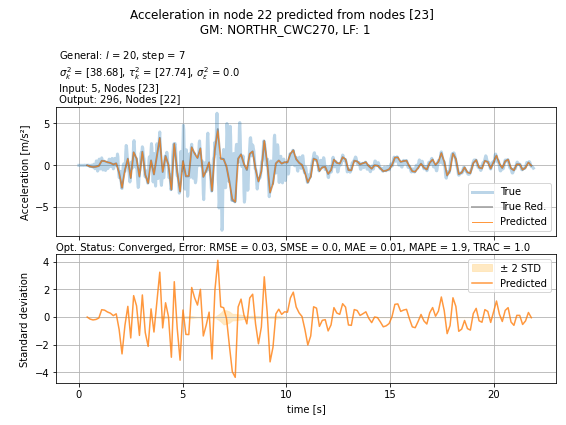 Acceleration in node 22 predicted from nodes [23]
GM: NORTHR_CWC270, LF: 1
General: l = 20, step = 7
σ_k^2 = [38.68], τ_k^2 = [27.74], σ_ε^2 = 0.0
Input: 5, Nodes [23]
Output: 296, Nodes [22]
Acceleration [m/s²]
5
0
−5
True
True Red.
Predicted
Opt. Status: Converged, Error: RMSE = 0.03, SMSE = 0.0, MAE = 0.01, MAPE = 1.9, TRAC = 1.0
Standard deviation
4
2
0
−2
−4
± 2 STD
Predicted
0
5
10
15
20
time [s]